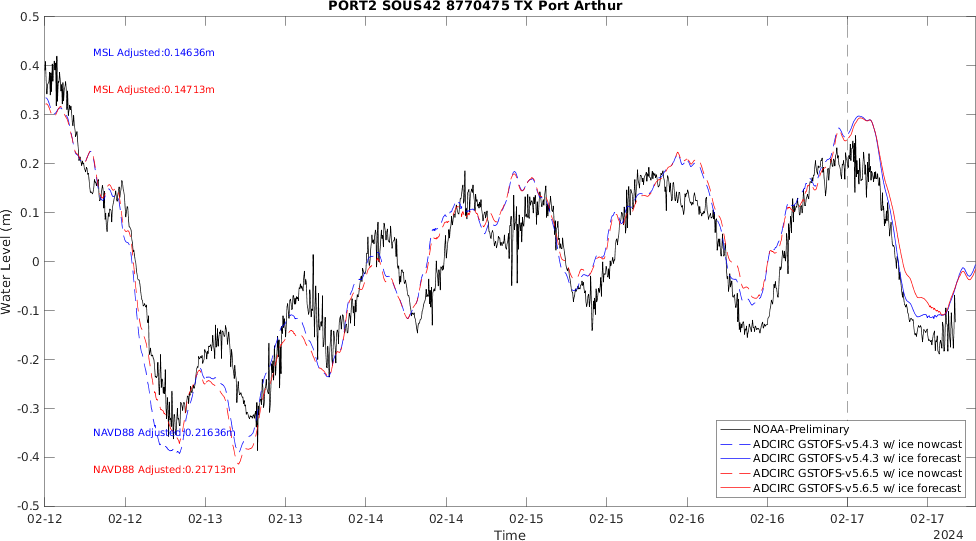 PORT2 SOUS42 8770475 TX Port Arthur
0.5
0.4
0.3
0.2
0.1
0
-0.1
-0.2
-0.3
-0.4
-0.5
Water Level (m)
MSL Adjusted:0.14636m
MSL Adjusted:0.14713m
NAVD88 Adjusted:0.21636m
NAVD88 Adjusted:0.21713m
NOAA-Preliminary
ADCIRC GSTOFS-v5.4.3 w/ ice nowcast
ADCIRC GSTOFS-v5.4.3 w/ ice forecast
ADCIRC GSTOFS-v5.6.5 w/ ice nowcast
ADCIRC GSTOFS-v5.6.5 w/ ice forecast
02-12 02-12 02-13 02-13 02-14 02-14 02-15 02-15 02-16 02-16 02-17 02-17
Time
2024